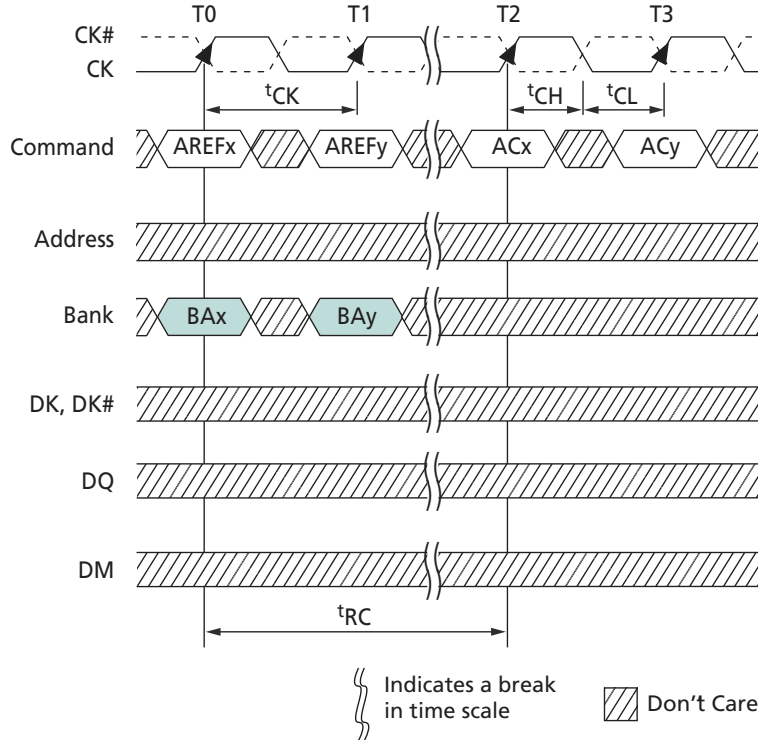 T0 T1 T2 T3
CK#
CK
tCK tCH tCL
Command AREFx AREFy ACx ACy
Address
Bank BAx BAy
DK, DK#
DQ
DM
tRC
Indicates a break
in time scale
Don't Care